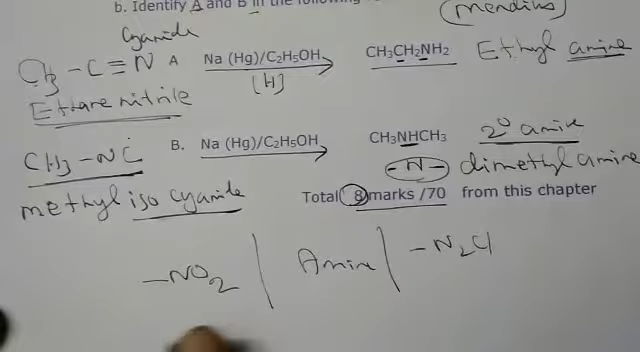 b. Identify A and B in the following (mendius)
Cyanide
CH3 - C ≡ N A Na (Hg)/C2H5OH [H] CH3CH2NH2 Ethyl amine
Ethane nitrile
CH3 - NC B. Na (Hg)/C2H5OH CH3NHCH3 2° amine
- N - dimethyl amine
methyl iso cyanide
Total 8 marks /70 from this chapter
-NO2 | Amine | -N2Cl